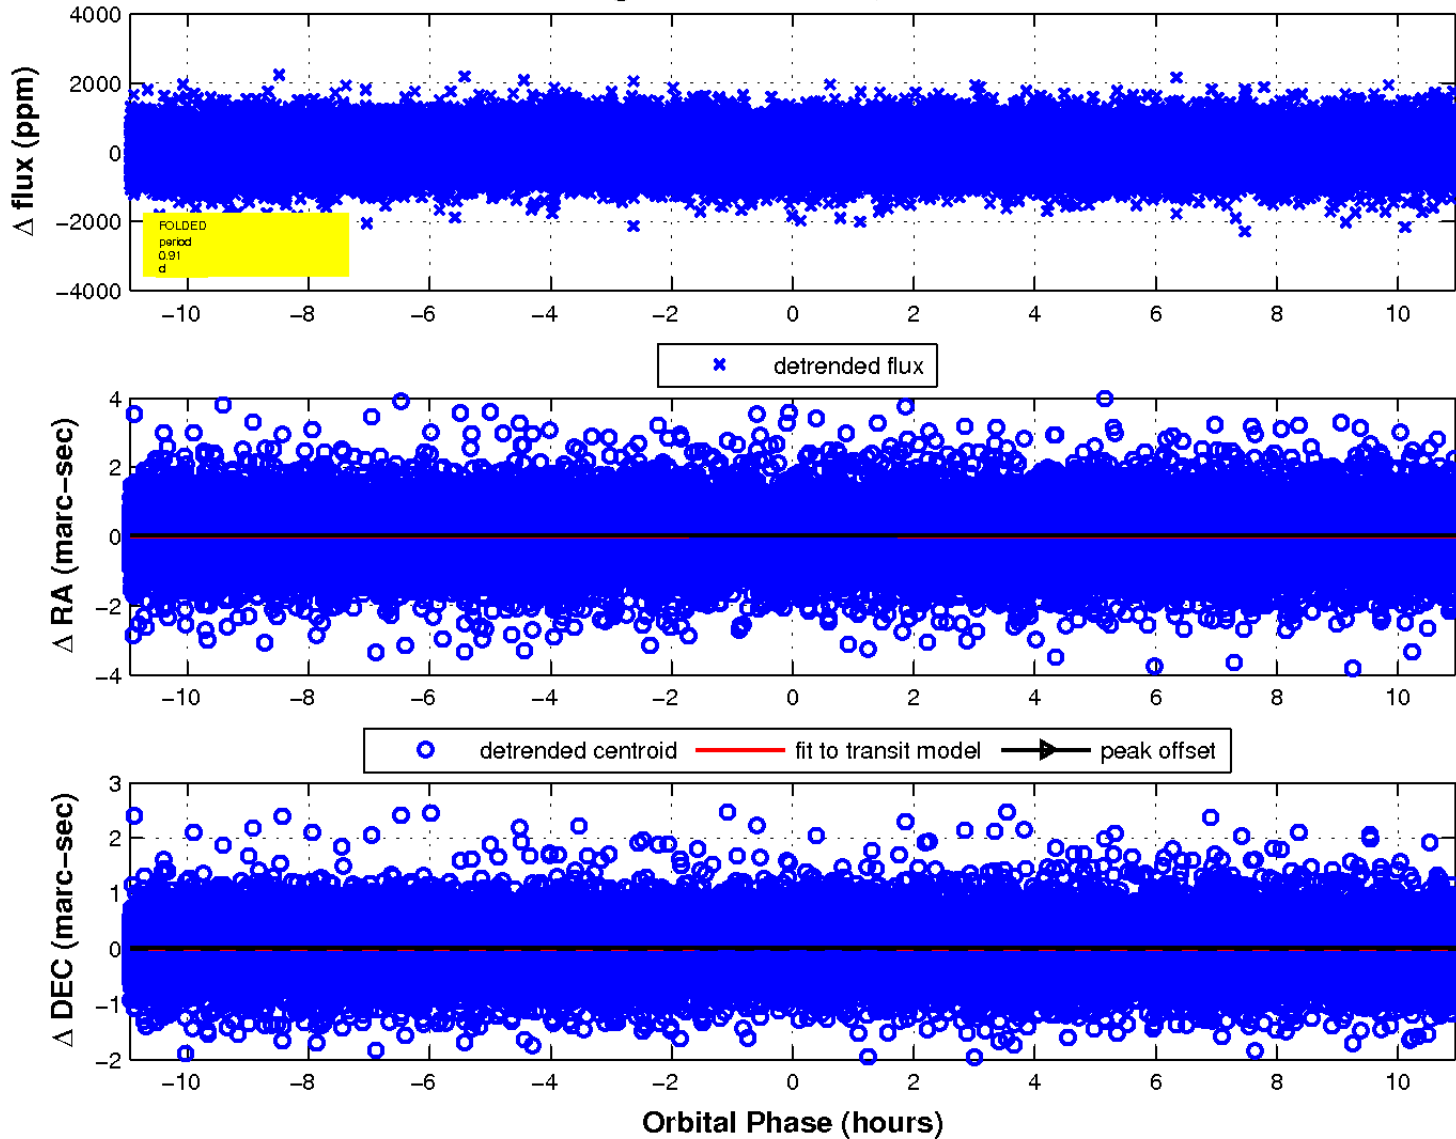 4000
2000
0
−2000
−4000
Δ flux (ppm)
FOLDED
period
0.91
d
−10 −8 −6 −4 −2 0 2 4 6 8 10
detrended flux
4
2
0
−2
−4
Δ RA (marc-sec)
−10 −8 −6 −4 −2 0 2 4 6 8 10
detrended centroid fit to transit model peak offset
3
2
1
0
−1
−2
Δ DEC (marc-sec)
−10 −8 −6 −4 −2 0 2 4 6 8 10
Orbital Phase (hours)